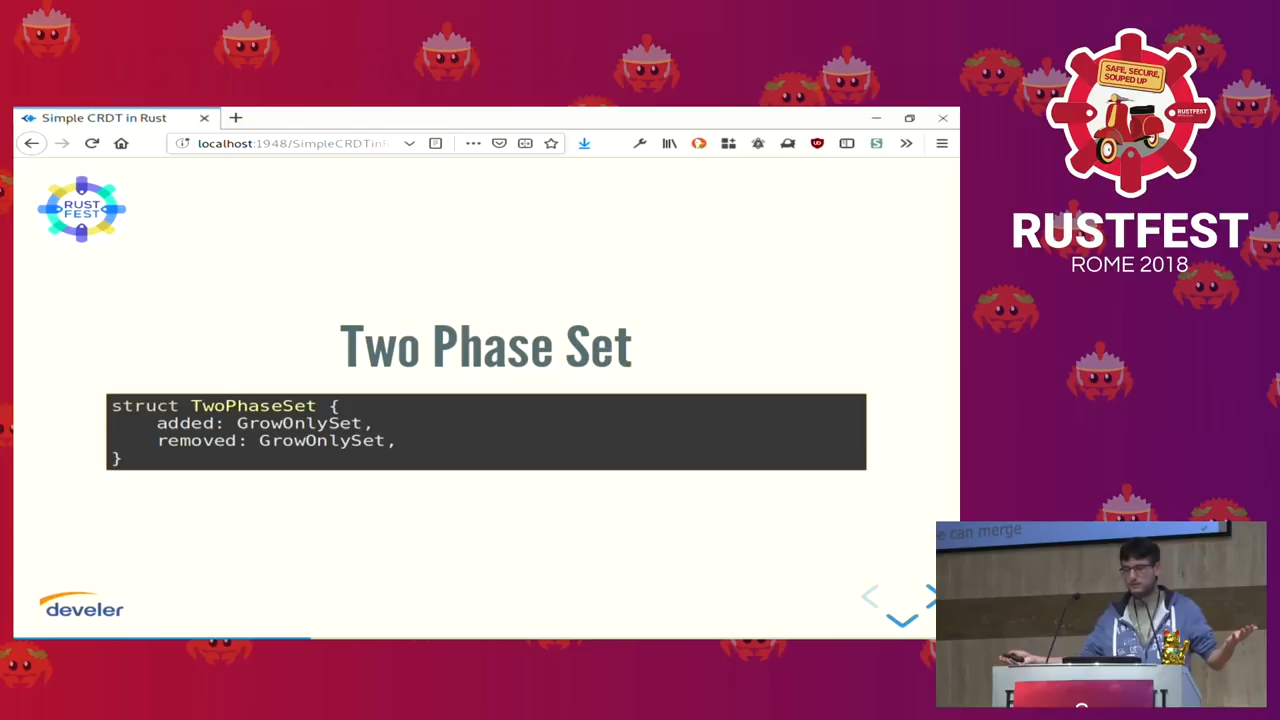 Simple CRDT in Rust
localhost:1948/SimpleCRDTinR
RUST
FEST
Two Phase Set
struct TwoPhaseSet {
    added: GrowOnlySet,
    removed: GrowOnlySet,
}
develer
SAFE, SECURE,
SOUPED UP
RUSTFEST
RUSTFEST
ROME 2018
e can merge